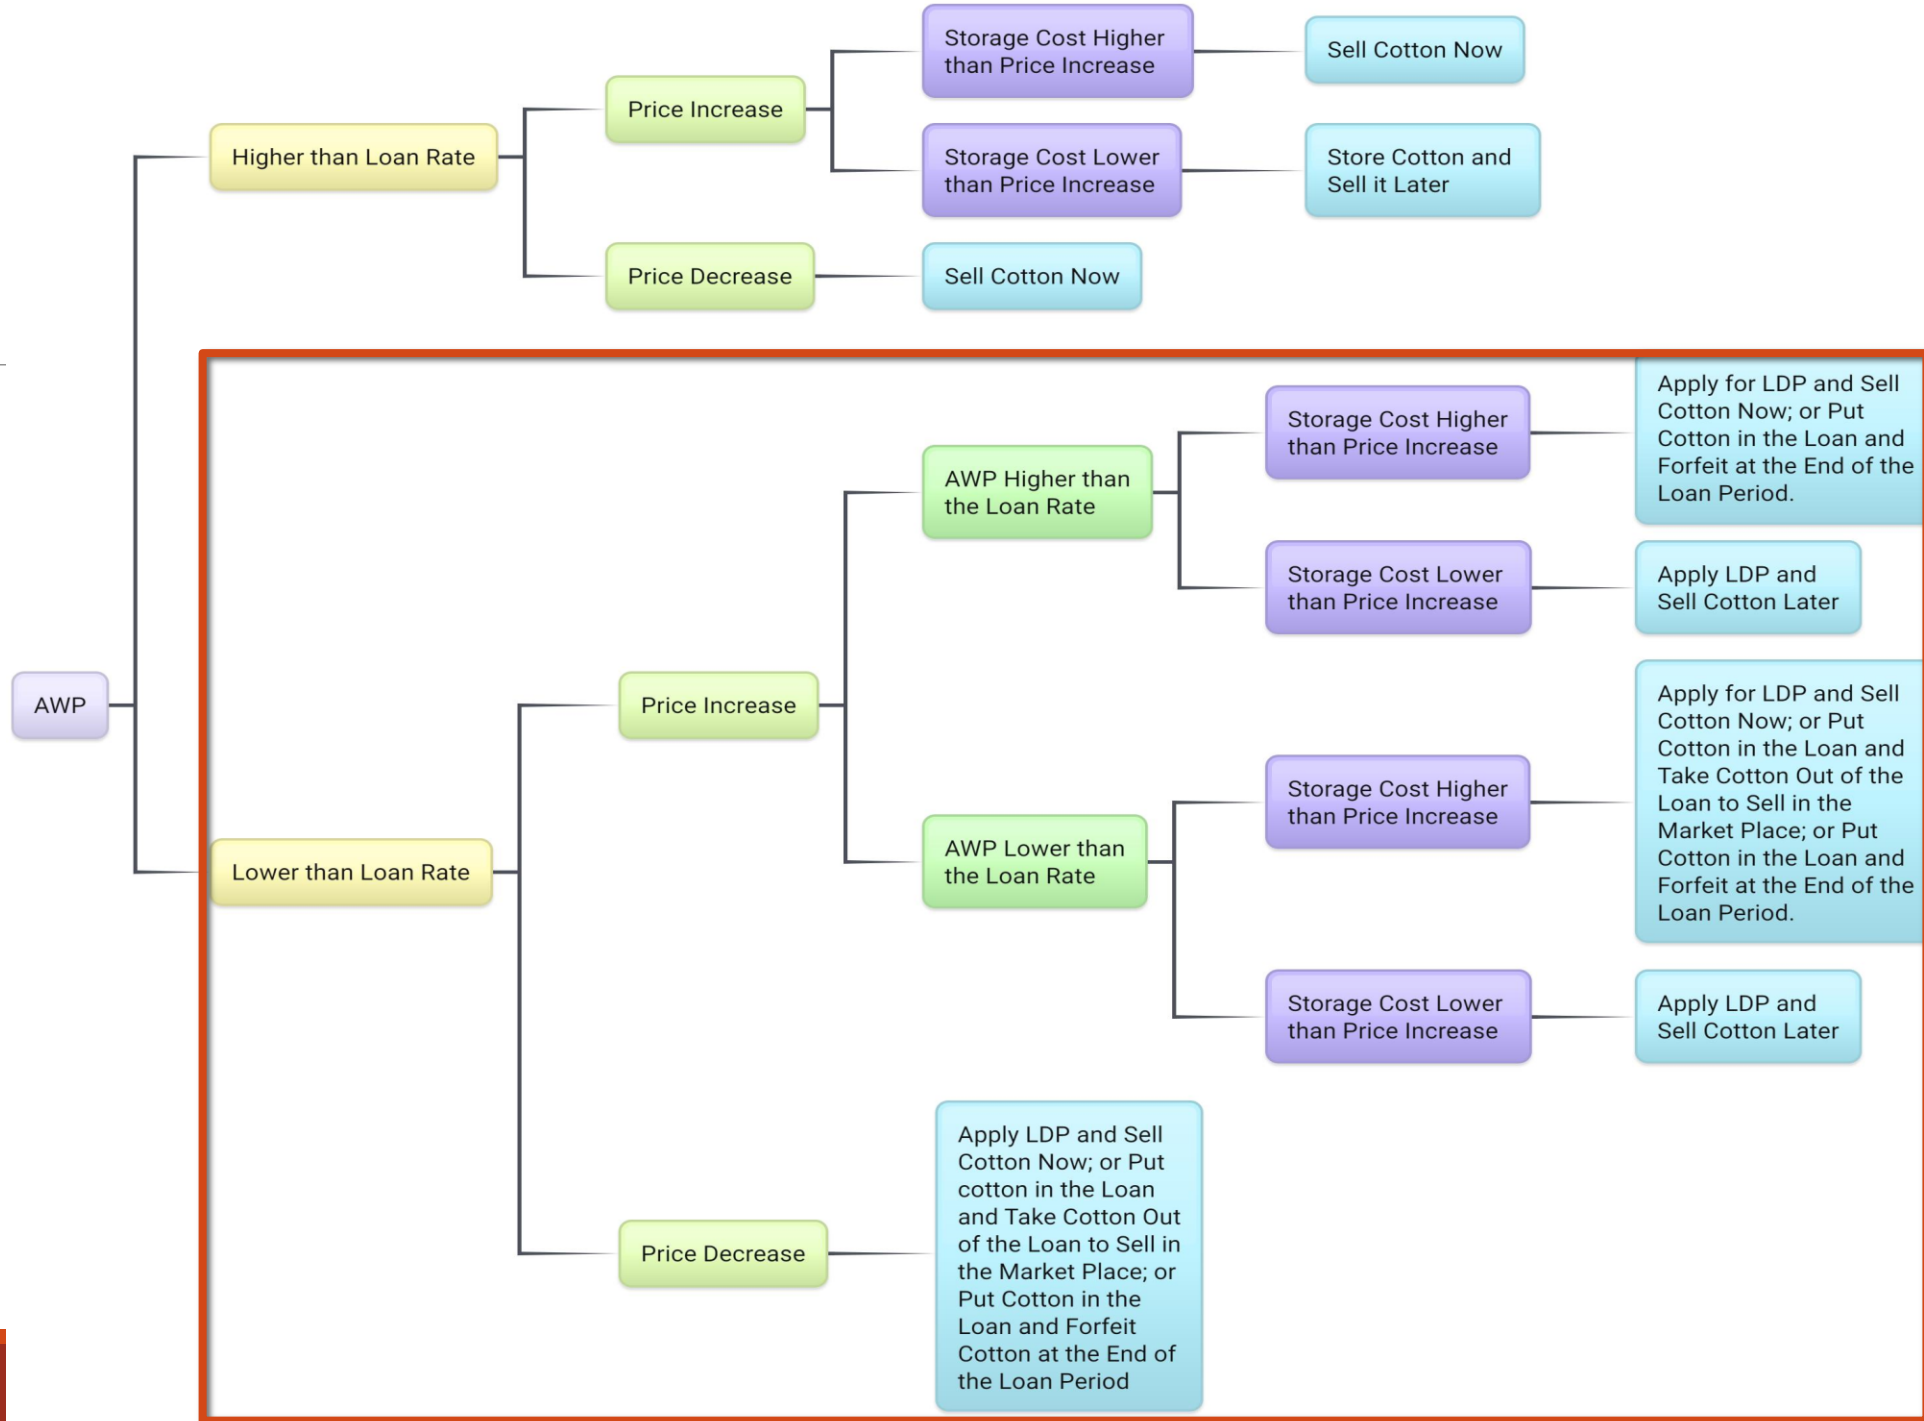 Storage Cost Higher
than Price Increase
Sell Cotton Now
Price Increase
Higher than Loan Rate
Storage Cost Lower
than Price Increase
Store Cotton and
Sell it Later
Price Decrease
Sell Cotton Now
AWP
Lower than Loan Rate
Price Increase
AWP Higher than
the Loan Rate
Storage Cost Higher
than Price Increase
Apply for LDP and Sell
Cotton Now; or Put
Cotton in the Loan and
Forfeit at the End of the
Loan Period.
Storage Cost Lower
than Price Increase
Apply LDP and
Sell Cotton Later
AWP Lower than
the Loan Rate
Storage Cost Higher
than Price Increase
Apply for LDP and Sell
Cotton Now; or Put
Cotton in the Loan and
Take Cotton Out of the
Loan to Sell in the
Market Place; or Put
Cotton in the Loan and
Forfeit at the End of the
Loan Period.
Storage Cost Lower
than Price Increase
Apply LDP and
Sell Cotton Later
Price Decrease
Apply LDP and Sell
Cotton Now; or Put
cotton in the Loan
and Take Cotton Out
of the Loan to Sell in
the Market Place; or
Put Cotton in the
Loan and Forfeit
Cotton at the End of
the Loan Period